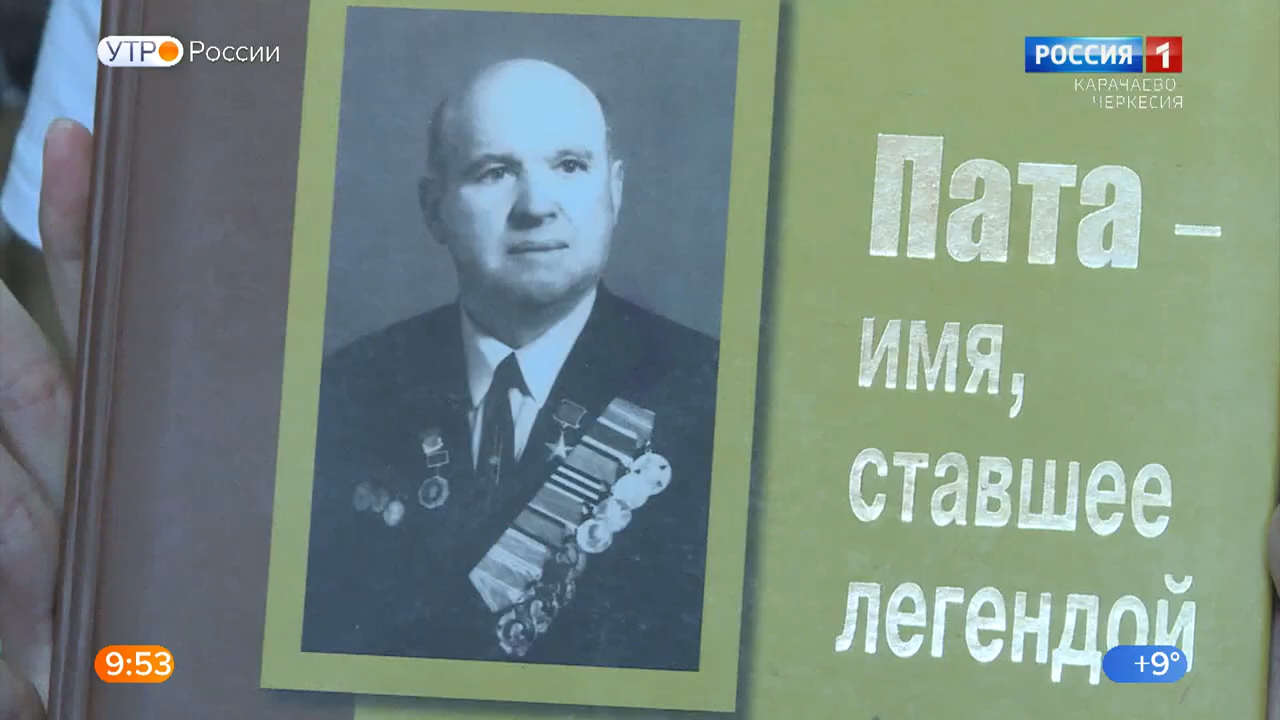 УТРО России
РОССИЯ 1
КАРАЧАЕВО
ЧЕРКЕСИЯ
Пата –
имя,
ставшее
легендой
9:53
+9°